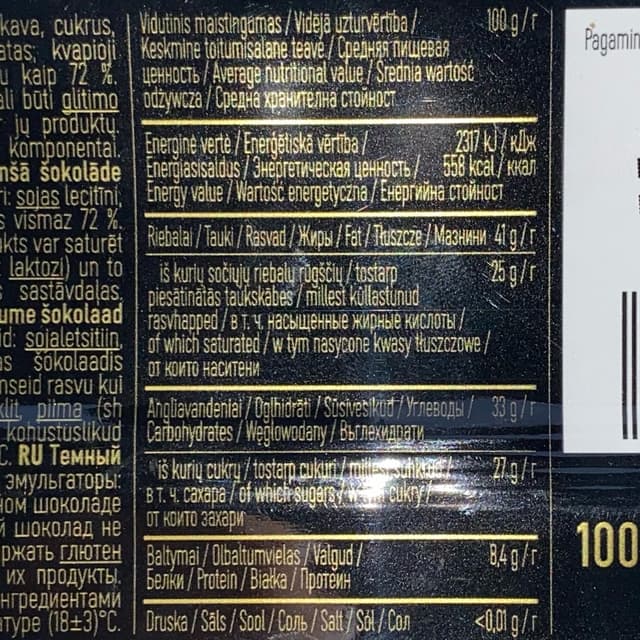 kava, cukrus,
atas; kvapioji
u kaip 72 %.
ali būti glitimo
ir jų produktų.
komponentai.
nšā šokolāde
ri: sojas lecitīni,
s vismaz 72 %.
kts var saturēt
laktozi) un to
sastāvdaļas.
ume šokolaad
id: sojaletsitiin,
as šokolaadis
nseid rasvu kui
klit, piima (sh
kohustuslikud
C. RU Темный
эмульгаторы:
ном шоколаде
й шоколад не
ржать глютен
их продукты.
нгредиентами
атуре (18±3)°C.
Vidutinis maistingumas / Vidējā uzturvērtība / 100 g / г
Keskmine toitumisalane teave / Средняя пищевая
ценность / Average nutritional value / Średnia wartość
odżywcza / Средна хранителна стойност
Energinė vertė / Enerģētiskā vērtība / 2317 kJ / кДж
Energiasisaldus / Энергетическая ценность / 558 kcal / ккал
Energy value / Wartość energetyczna / Енергийна стойност
Riebalai / Tauki / Rasvad / Жиры / Fat / Tłuszcze / Мазнини 41 g / г
iš kurių sočiųjų riebalų rūgščių / tostarp 25 g / г
piesātinātās taukskābes / millest küllastunud
rasvhapped / в т. ч. насыщенные жирные кислоты /
of which saturated / w tym nasycone kwasy tłuszczowe /
от които наситени
Angliavandeniai / Ogļhidrāti / Süsivesikud / Углеводы / 33 g / г
Carbohydrates / Węglowodany / Въглехидрати
iš kurių cukrų / tostarp cukuri / 27 g / г
в т. ч. сахара / of which sugars / cukry /
от които захари
Baltymai / Olbaltumvielas / Valgud / 8,4 g / г
Белки / Protein / Białka / Протеин
Druska / Sāls / Sool / Соль / Salt / Sól / Сол <0,01 g / г
Pagamin
100